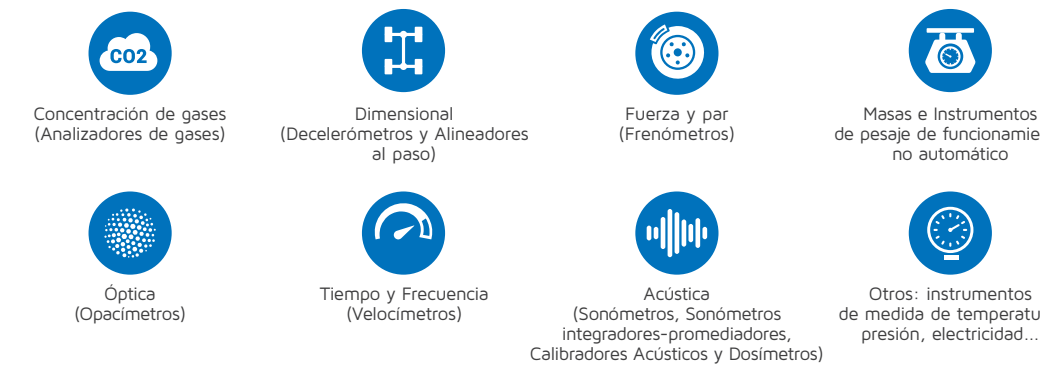 CO2
Concentración de gases
(Analizadores de gases)
Dimensional
(Decelerómetros y Alineadores
al paso)
Fuerza y par
(Frenómetros)
Masas e Instrumentos
de pesaje de funcionamie
no automático
Óptica
(Opacímetros)
Tiempo y Frecuencia
(Velocímetros)
Acústica
(Sonómetros, Sonómetros
integradores-promediadores,
Calibradores Acústicos y Dosímetros)
Otros: instrumentos
de medida de temperatu
presión, electricidad...